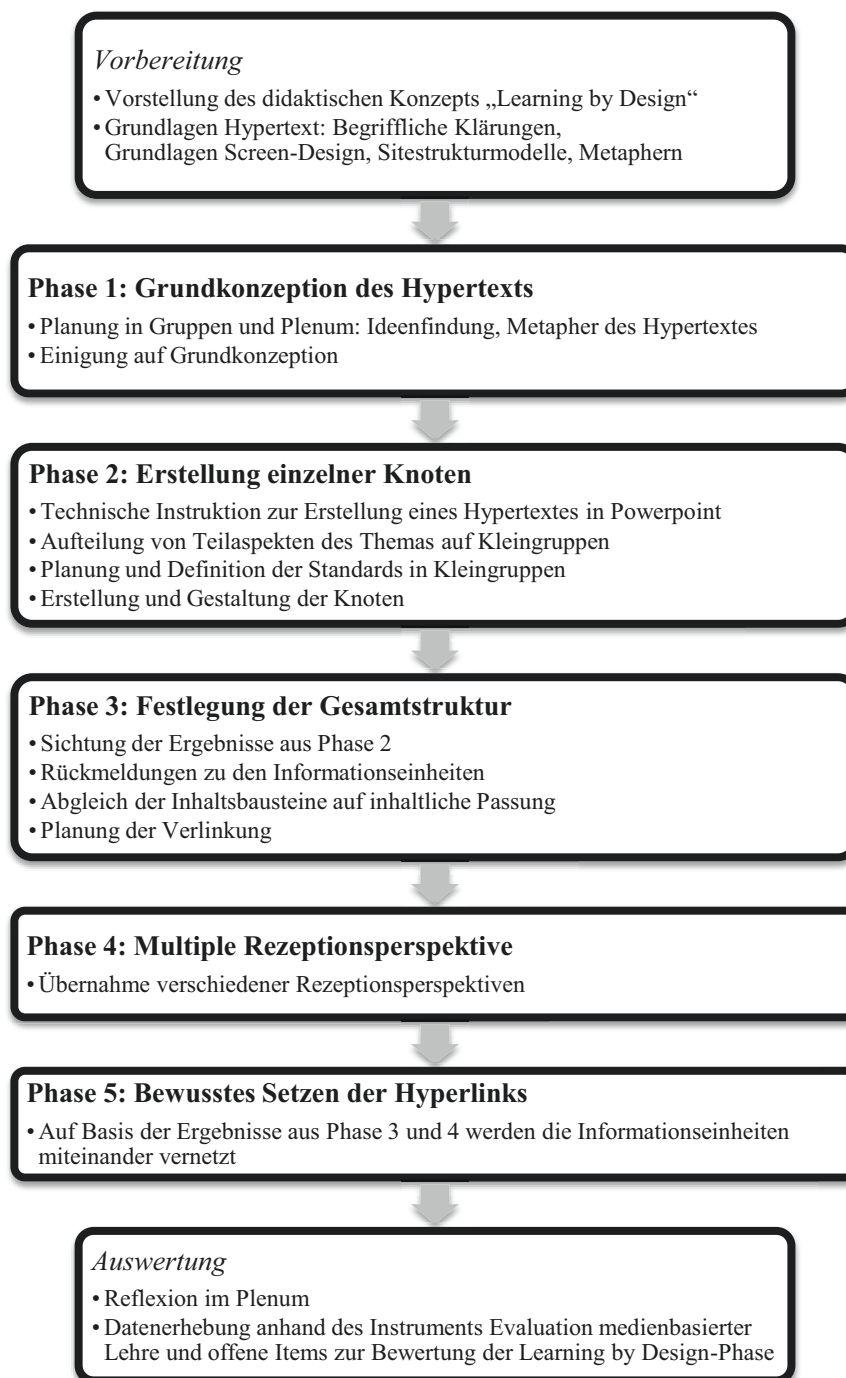 Vorbereitung
• Vorstellung des didaktischen Konzepts „Learning by Design“
• Grundlagen Hypertext: Begriffliche Klärungen,
Grundlagen Screen-Design, Sitestrukturmodelle, Metaphern
Phase 1: Grundkonzeption des Hypertexts
• Planung in Gruppen und Plenum: Ideenfindung, Metapher des Hypertextes
• Einigung auf Grundkonzeption
Phase 2: Erstellung einzelner Knoten
• Technische Instruktion zur Erstellung eines Hypertextes in Powerpoint
• Aufteilung von Teilaspekten des Themas auf Kleingruppen
• Planung und Definition der Standards in Kleingruppen
• Erstellung und Gestaltung der Knoten
Phase 3: Festlegung der Gesamtstruktur
• Sichtung der Ergebnisse aus Phase 2
• Rückmeldungen zu den Informationseinheiten
• Abgleich der Inhaltsbausteine auf inhaltliche Passung
• Planung der Verlinkung
Phase 4: Multiple Rezeptionsperspektive
• Übernahme verschiedener Rezeptionsperspektiven
Phase 5: Bewusstes Setzen der Hyperlinks
• Auf Basis der Ergebnisse aus Phase 3 und 4 werden die Informationseinheiten
miteinander vernetzt
Auswertung
• Reflexion im Plenum
• Datenerhebung anhand des Instruments Evaluation medienbasierter
Lehre und offene Items zur Bewertung der Learning by Design-Phase